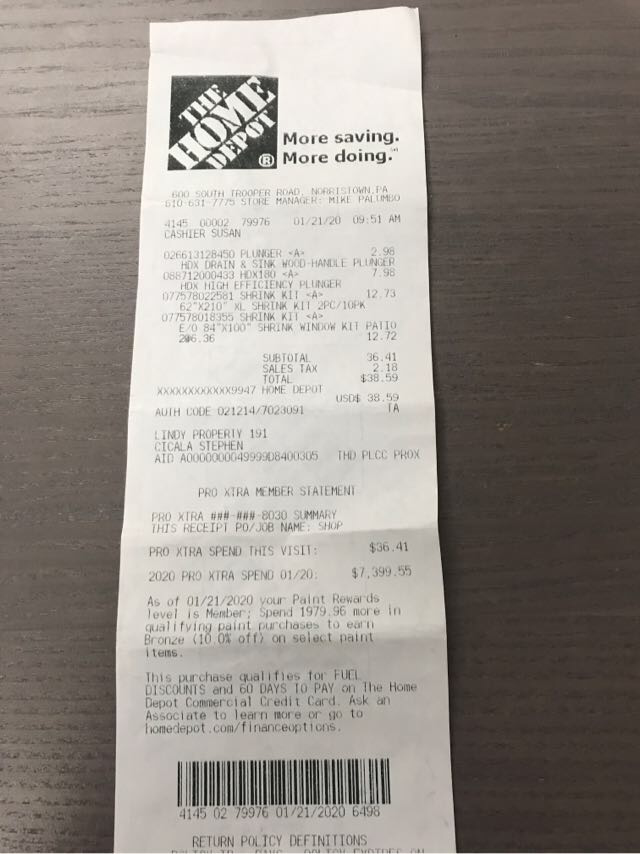 THE
HOME
DEPOT
®
More saving.
More doing.
600 SOUTH TROOPER ROAD, NORRISTOWN,PA
610-631-7775 STORE MANAGER: MIKE PALUMBO
4145 00002 79976 01/21/20 09:51 AM
CASHIER SUSAN
026613128450 PLUNGER <A> 2.98
HDX DRAIN & SINK WOOD-HANDLE PLUNGER
088712000433 HDX180 <A> 7.98
HDX HIGH EFFICIENCY PLUNGER
077578022581 SHRINK KIT <A> 12.73
62"X210" XL SHRINK KIT 2PC/10PK
077578018355 SHRINK KIT <A>
E/O 84"X100" SHRINK WINDOW KIT PATIO
2@6.36 12.72
SUBTOTAL 36.41
SALES TAX 2.18
TOTAL $38.59
XXXXXXXXXXXX9947 HOME DEPOT
USD$ 38.59
AUTH CODE 021214/7023091 TA
LINDY PROPERTY 191
CICALA STEPHEN
AID A0000000049999D8400305 THD PLCC PROX
PRO XTRA MEMBER STATEMENT
PRO XTRA ###-###-8030 SUMMARY
THIS RECEIPT PO/JOB NAME: SHOP
PRO XTRA SPEND THIS VISIT: $36.41
2020 PRO XTRA SPEND 01/20: $7,399.55
As of 01/21/2020 your Paint Rewards
level is Member; Spend 1979.96 more in
qualifying paint purchases to earn
Bronze (10.0% off) on select paint
items.
This purchase qualifies for FUEL
DISCOUNTS and 60 DAYS TO PAY on The Home
Depot Commercial Credit Card. Ask an
Associate to learn more or go to
homedepot.com/financeoptions.
4145 02 79976 01/21/2020 6498
RETURN POLICY DEFINITIONS